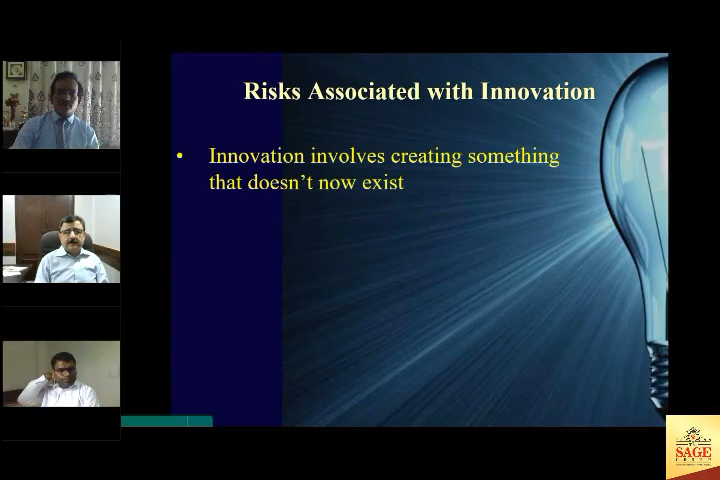 Risks Associated with Innovation
• Innovation involves creating something
that doesn't now exist
SAGE